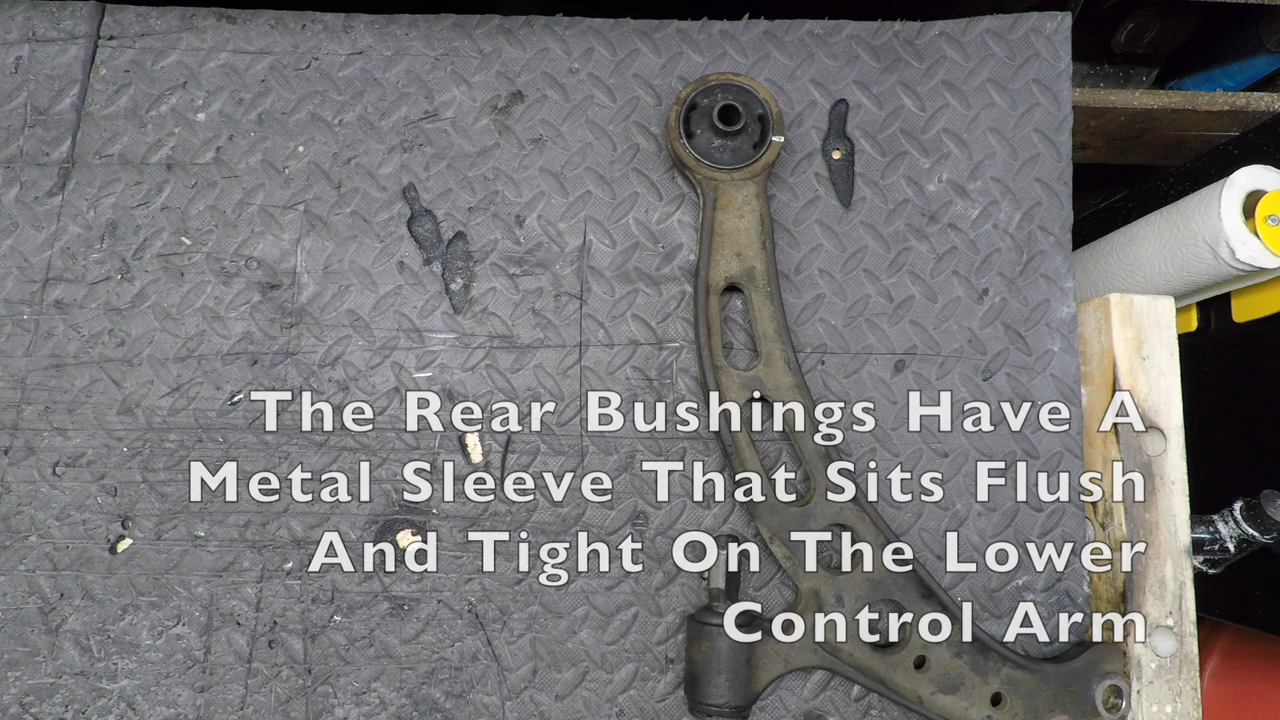 The Rear Bushings Have A
Metal Sleeve That Sits Flush
And Tight On The Lower
Control Arm